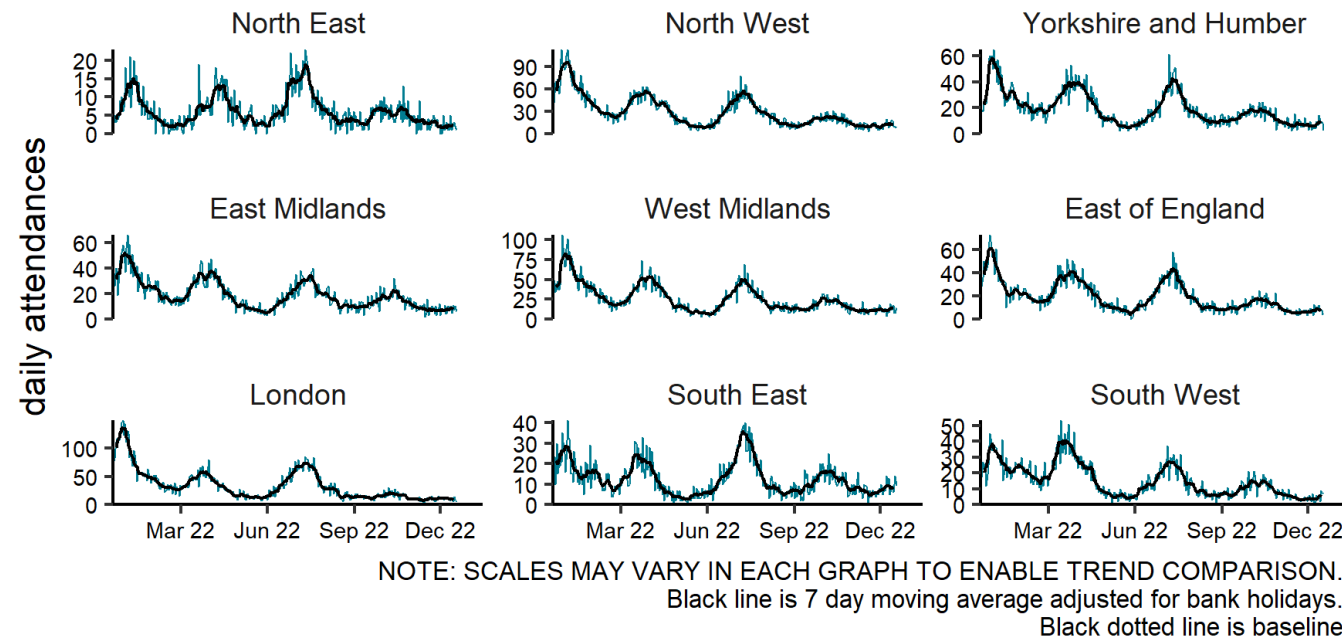 North East
North West
Yorkshire and Humber
20
15
10
5
0
90
60
30
0
60
40
20
0
daily attendances
East Midlands
West Midlands
East of England
60
40
20
0
100
75
50
25
0
60
40
20
0
London
South East
South West
100
50
0
40
30
20
10
0
50
40
30
20
10
0
Mar 22 Jun 22 Sep 22 Dec 22
Mar 22 Jun 22 Sep 22 Dec 22
Mar 22 Jun 22 Sep 22 Dec 22
NOTE: SCALES MAY VARY IN EACH GRAPH TO ENABLE TREND COMPARISON.
Black line is 7 day moving average adjusted for bank holidays.
Black dotted line is baseline